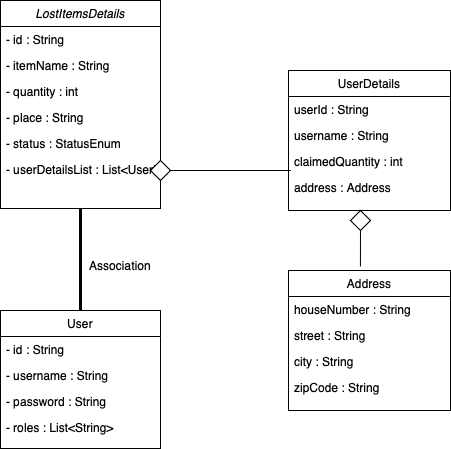 LostItemsDetails
- id : String
- itemName : String
- quantity : int
- place : String
- status : StatusEnum
- userDetailsList : List<User
UserDetails
userId : String
username : String
claimedQuantity : int
address : Address
Association
User
- id : String
- username : String
- password : String
- roles : List<String>
Address
houseNumber : String
street : String
city : String
zipCode : String